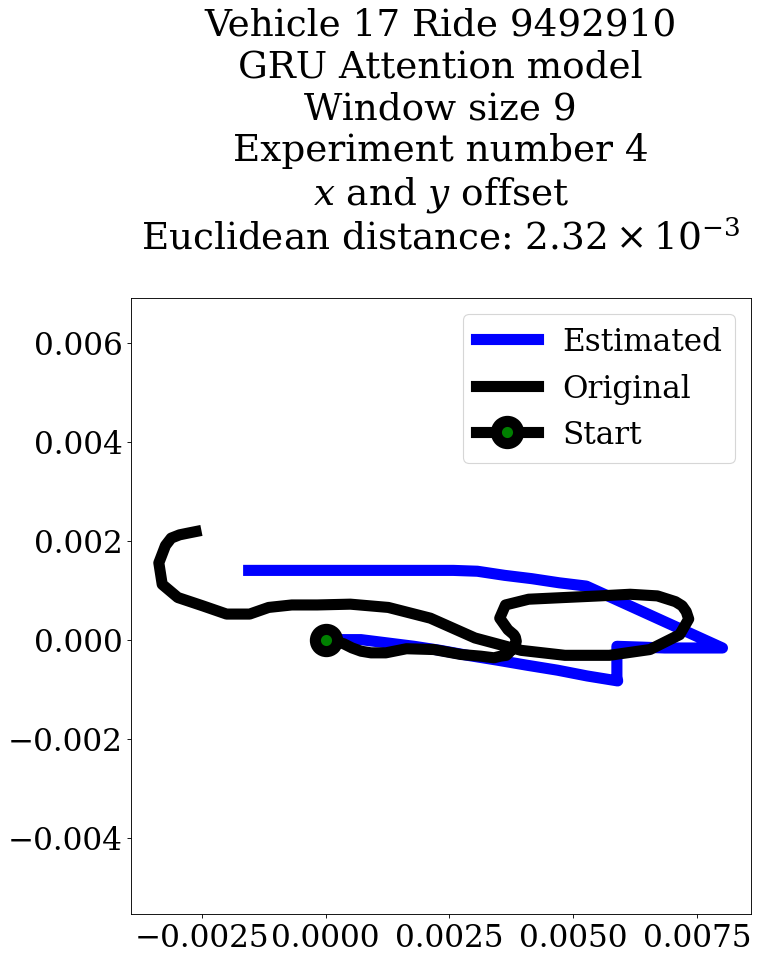 Vehicle 17 Ride 9492910
GRU Attention model
Window size 9
Experiment number 4
x and y offset
Euclidean distance: 2.32 × 10⁻³
Estimated
Original
Start
0.006
0.004
0.002
0.000
−0.002
−0.004
−0.0025 0.0000 0.0025 0.0050 0.0075